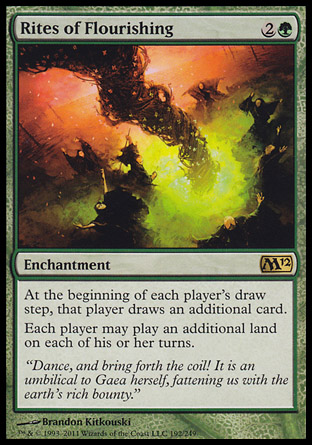 Rites of Flourishing 2
Enchantment M12
At the beginning of each player's draw
step, that player draws an additional card.
Each player may play an additional land
on each of his or her turns.
"Dance, and bring forth the coil! It is an
umbilical to Gaea herself, fattening us with the
earth's rich bounty."
Brandon Kitkouski
™ & © 1993–2011 Wizards of the Coast LLC 192/249